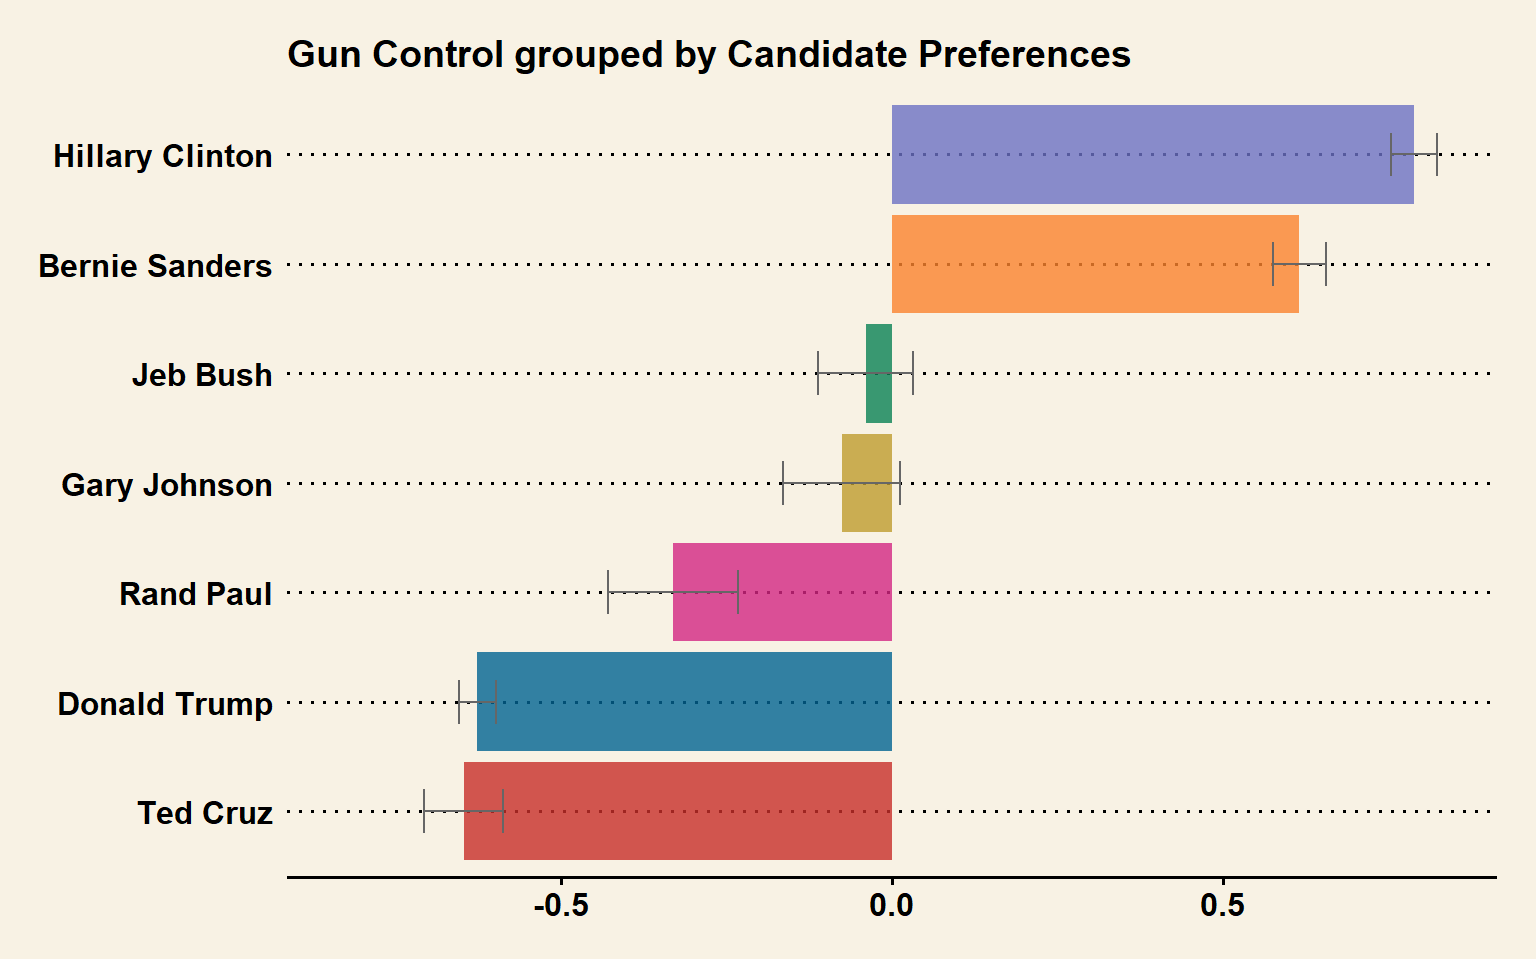 Gun Control grouped by Candidate Preferences
Hillary Clinton
Bernie Sanders
Jeb Bush
Gary Johnson
Rand Paul
Donald Trump
Ted Cruz
-0.5 0.0 0.5